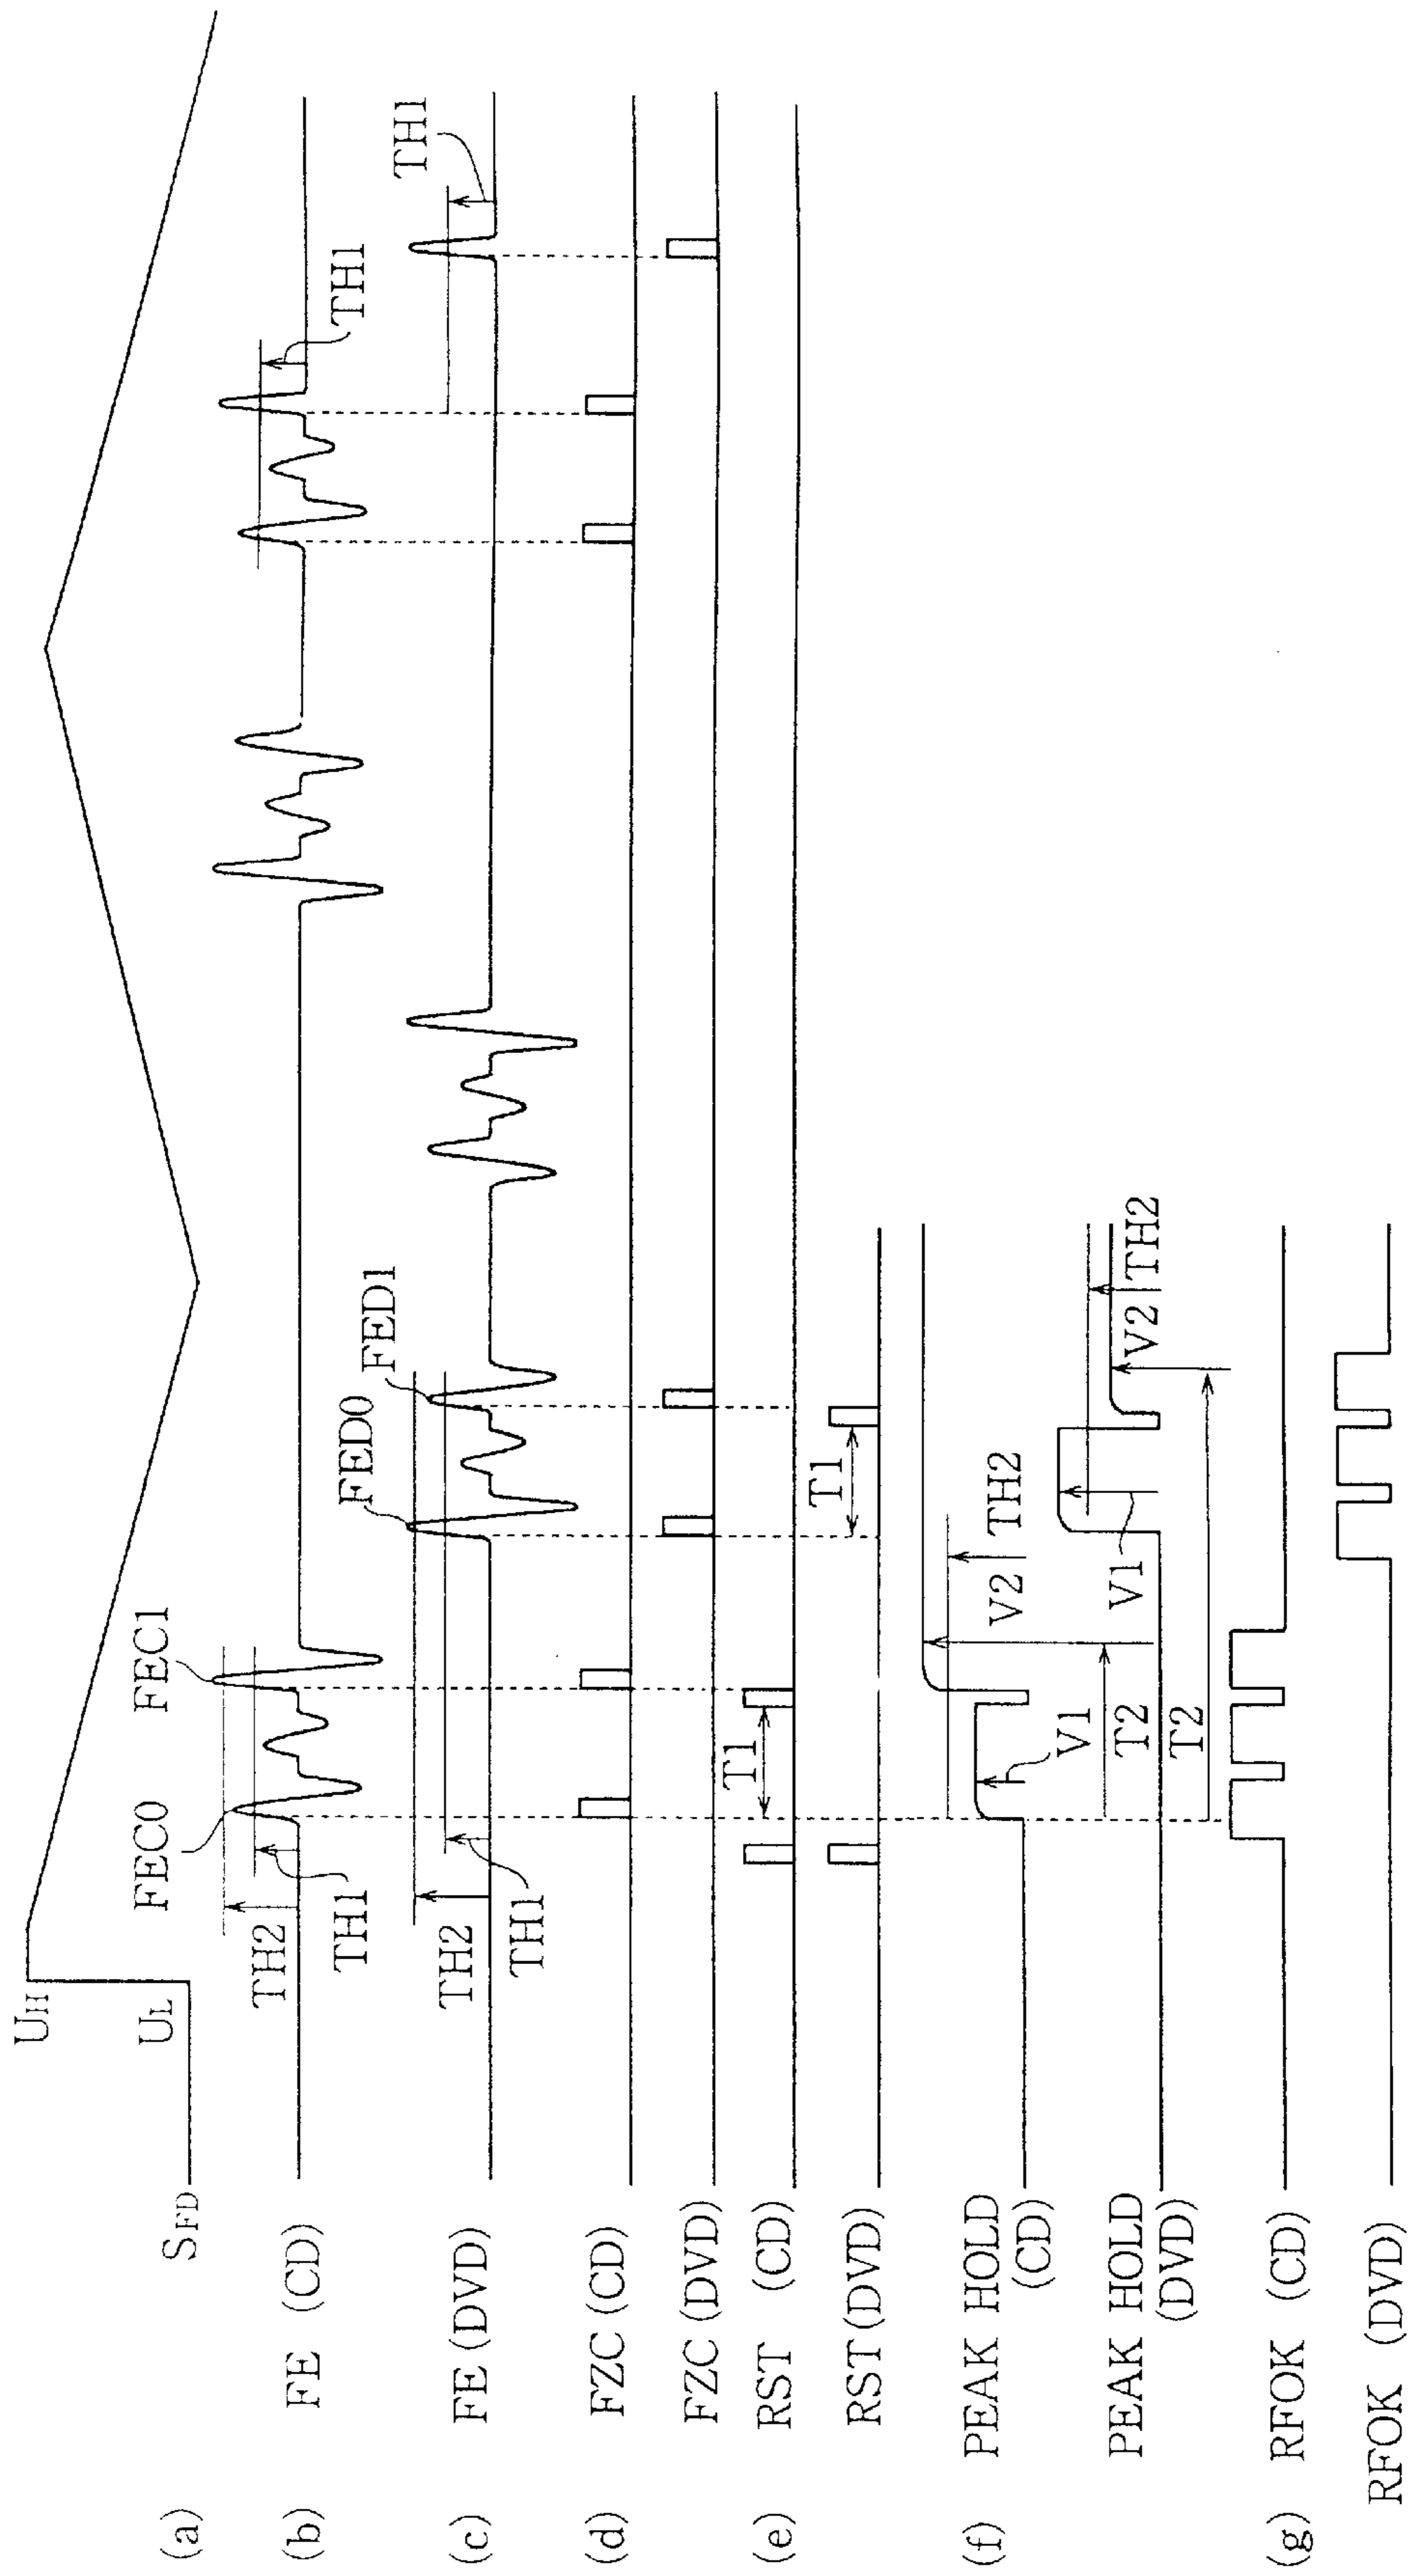 (a) SFD
UL
UH
(b) FE (CD)
TH2
TH1
FEC0
FEC1
TH1
(c) FE (DVD)
TH2
TH1
FED0
FED1
TH1
(d) FZC (CD)
FZC (DVD)
(e) RST (CD)
T1
RST (DVD)
T1
(f) PEAK HOLD
(CD)
V1
V2
TH2
T2
PEAK HOLD
(DVD)
T2
V1
V2
TH2
(g) RFOK (CD)
RFOK (DVD)